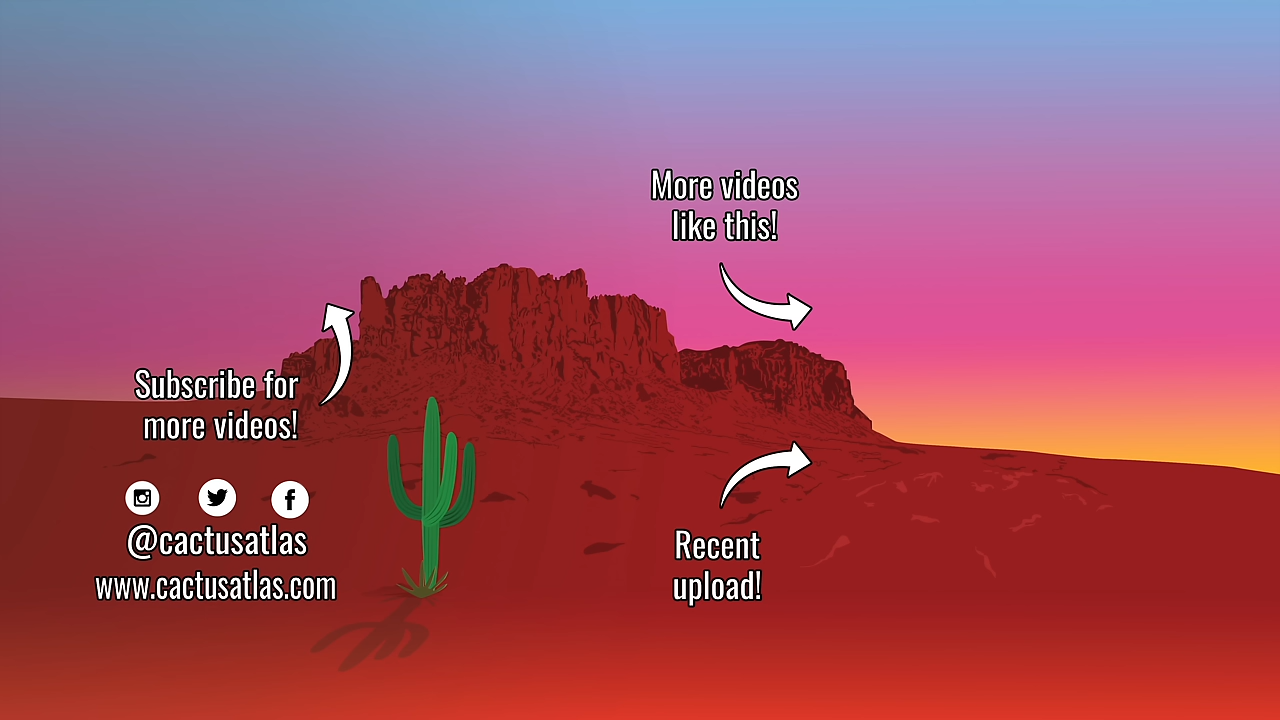 More videos
like this!
Subscribe for
more videos!
@cactusatlas
www.cactusatlas.com
Recent
upload!